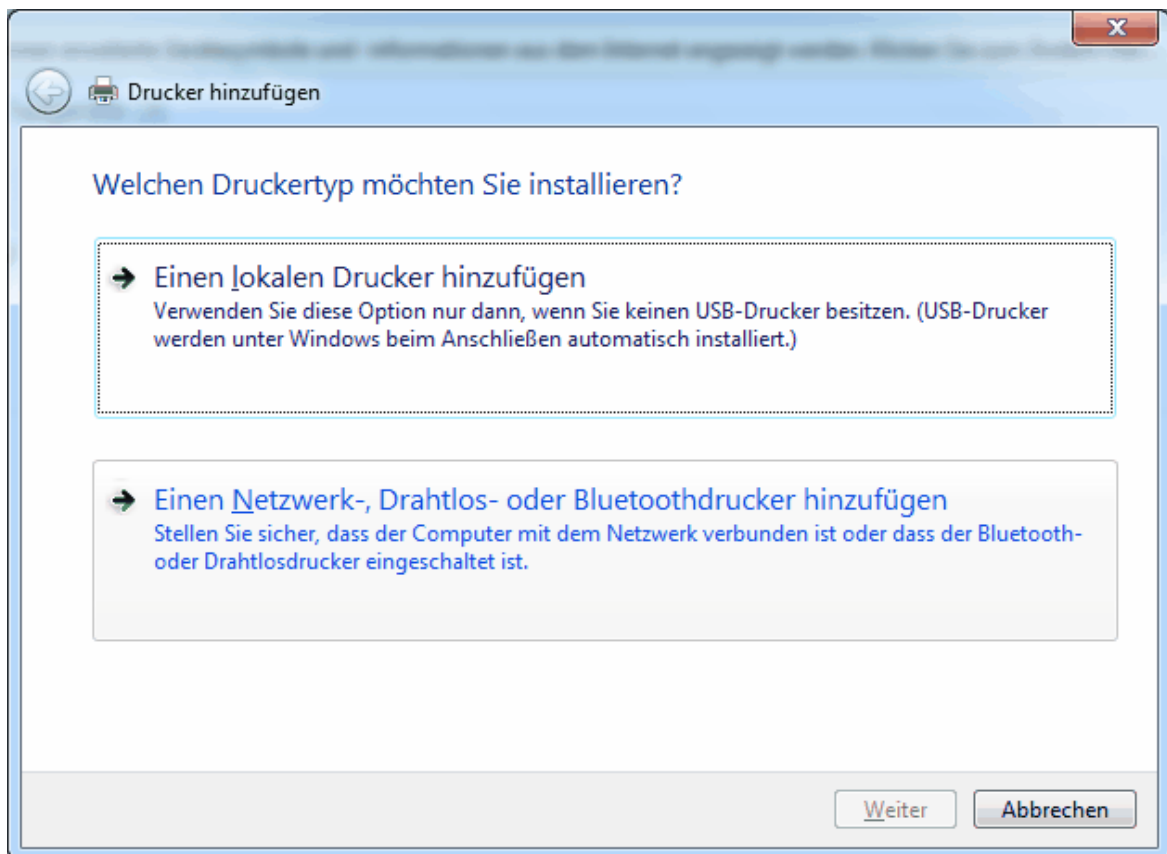 Drucker hinzufügen
Welchen Druckertyp möchten Sie installieren?
Einen lokalen Drucker hinzufügen
Verwenden Sie diese Option nur dann, wenn Sie keinen USB-Drucker besitzen. (USB-Drucker
werden unter Windows beim Anschließen automatisch installiert.)
Einen Netzwerk-, Drahtlos- oder Bluetoothdrucker hinzufügen
Stellen Sie sicher, dass der Computer mit dem Netzwerk verbunden ist oder dass der Bluetooth-
oder Drahtlosdrucker eingeschaltet ist.
Weiter
Abbrechen